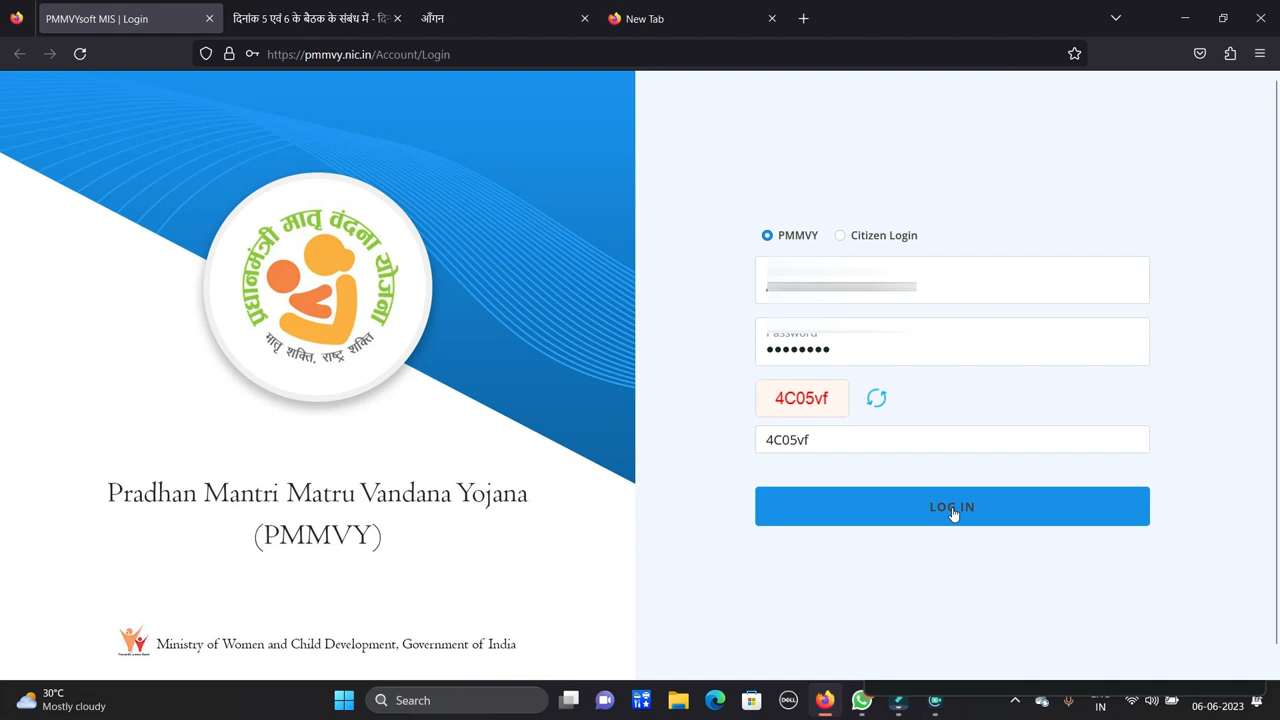 PMMVYsoft MIS | Login
दिनांक 5 एवं 6 के बैठक के संबंध में -
आँगन
New Tab
https://pmmvy.nic.in/Account/Login
PMMVY
Citizen Login
Password
4C05vf
4C05vf
LOG IN
प्रधानमंत्री मातृ वंदना योजना
मातृ शक्ति, राष्ट्र शक्ति
Pradhan Mantri Matru Vandana Yojana
(PMMVY)
Ministry of Women and Child Development, Government of India
30°C
Mostly cloudy
Search
DELL
IN
06-06-2023